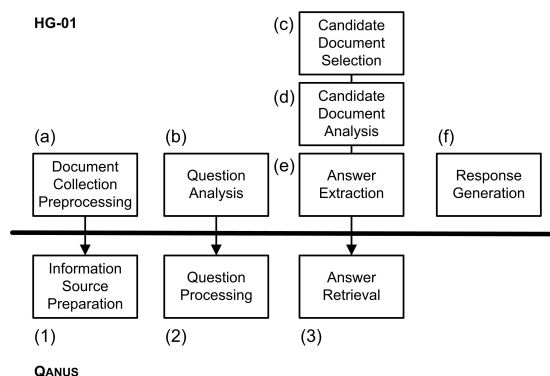 HG-01
(c)
Candidate
Document
Selection
(d)
Candidate
Document
Analysis
(a)
(b)
(f)
Document
Collection
Preprocessing
Question
Analysis
(e)
Answer
Extraction
Response
Generation
Information
Source
Preparation
Question
Processing
Answer
Retrieval
(1)
(2)
(3)
QANUS